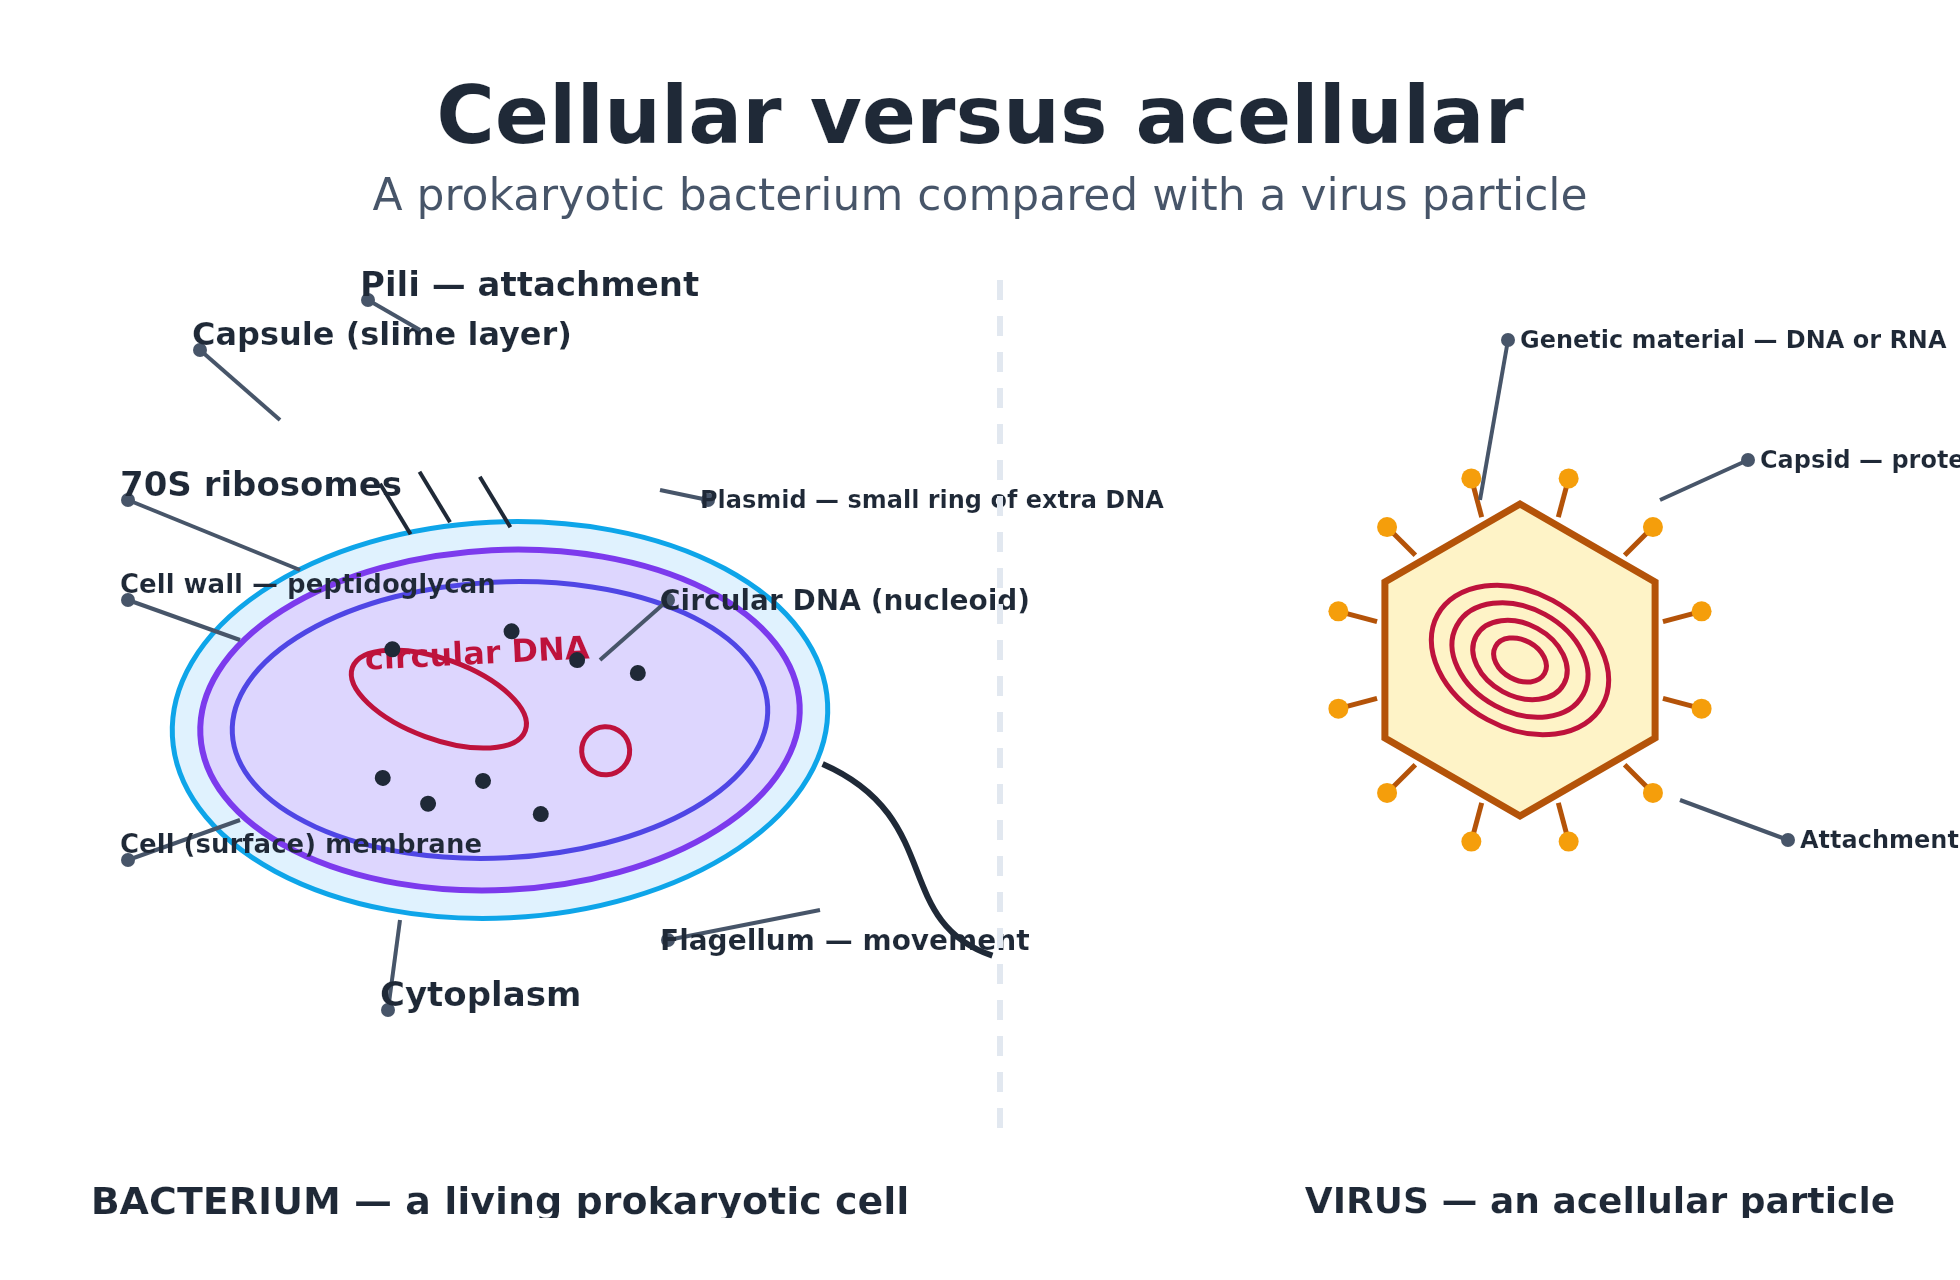 Cellular versus acellular
A prokaryotic bacterium compared with a virus particle
Pili — attachment
Capsule (slime layer)
70S ribosomes
Cell wall — peptidoglycan
Plasmid — small ring of extra DNA
Circular DNA (nucleoid)
circular DNA
Cell (surface) membrane
Flagellum — movement
Cytoplasm
Genetic material — DNA or RNA
Capsid —
Attachment
BACTERIUM — a living prokaryotic cell
VIRUS — an acellular particle